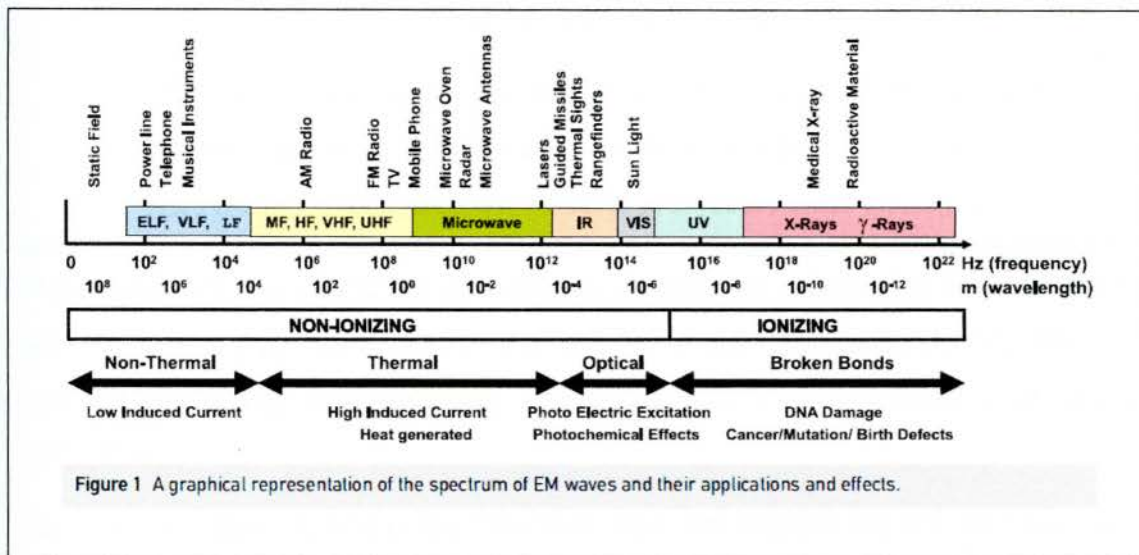 Static Field
Power line
Telephone
Musical Instruments
AM Radio
FM Radio
TV
Mobile Phone
Microwave Oven
Radar
Microwave Antennas
Lasers
Guided Missiles
Thermal Sights
Rangefinders
Sun Light
Medical X-ray
Radioactive Material
ELF, VLF, LF MF, HF, VHF, UHF Microwave IR VIS UV X-Rays γ-Rays
0 10² 10⁴ 10⁶ 10⁸ 10¹⁰ 10¹² 10¹⁴ 10¹⁶ 10¹⁸ 10²⁰ 10²² Hz (frequency)
10⁸ 10⁶ 10⁴ 10² 10⁰ 10⁻² 10⁻⁴ 10⁻⁶ 10⁻⁸ 10⁻¹⁰ 10⁻¹² m (wavelength)
NON-IONIZING IONIZING
Non-Thermal Thermal Optical Broken Bonds
Low Induced Current High Induced Current Photo Electric Excitation DNA Damage
Heat generated Photochemical Effects Cancer/Mutation/ Birth Defects
Figure 1 A graphical representation of the spectrum of EM waves and their applications and effects.